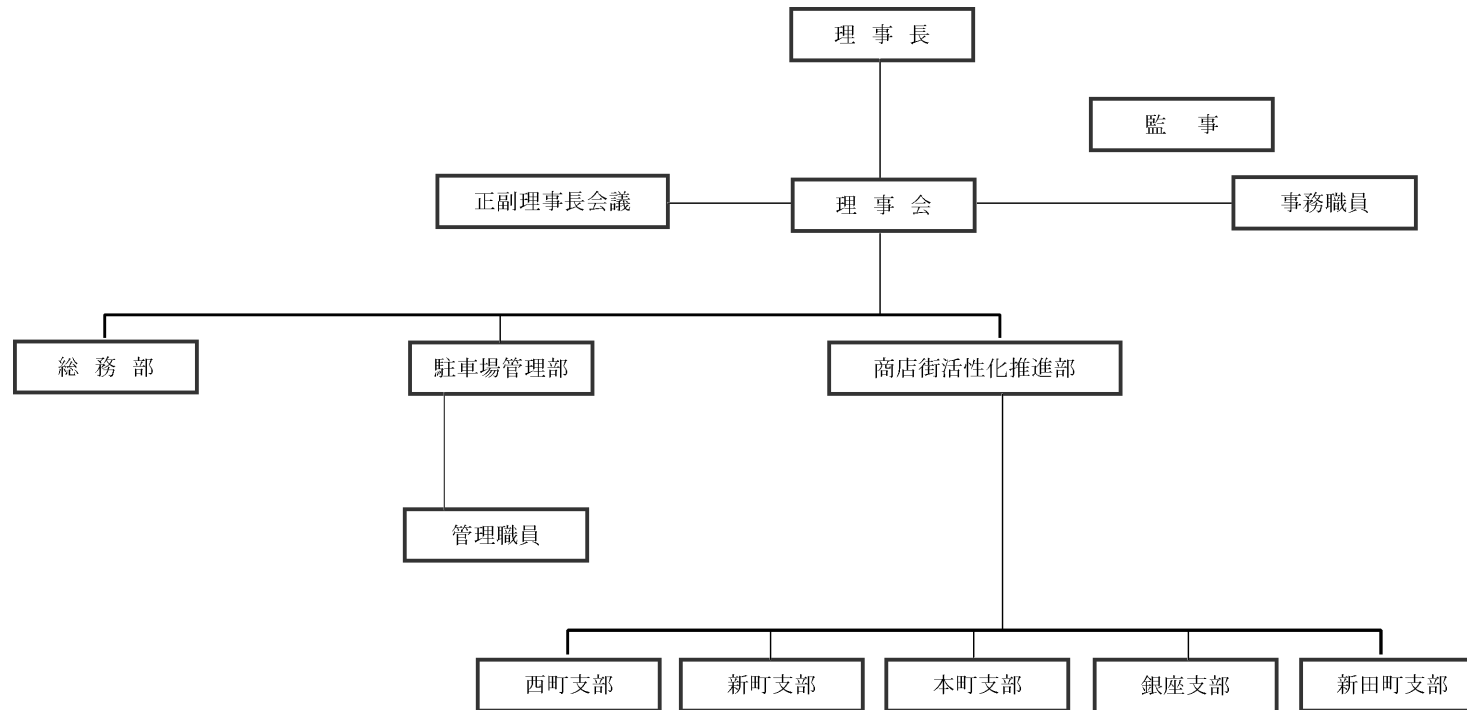 理事長
監事
正副理事長会議
理事会
事務職員
総務部
駐車場管理部
商店街活性化推進部
管理職員
西町支部
新町支部
本町支部
銀座支部
新田町支部